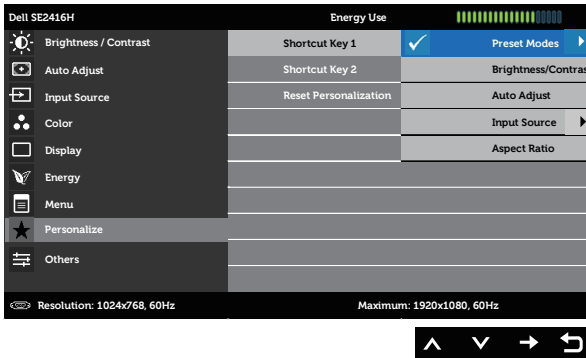 Dell SE2416H Energy Use
Brightness / Contrast Shortcut Key 1 Preset Modes
Auto Adjust Shortcut Key 2 Brightness/Contras
Input Source Reset Personalization Auto Adjust
Color Input Source
Display Aspect Ratio
Energy
Menu
Personalize
Others
Resolution: 1024x768, 60Hz Maximum: 1920x1080, 60Hz